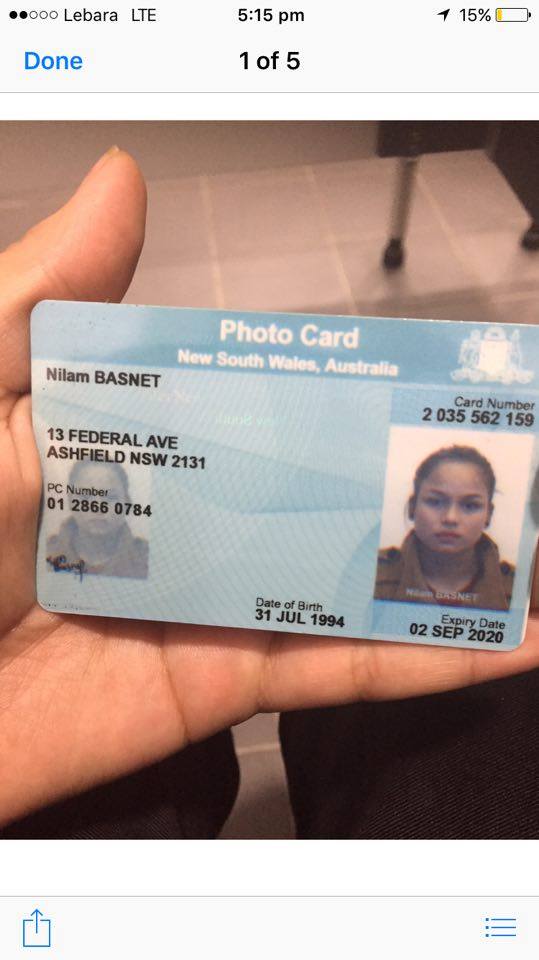 Lebara LTE 5:15 pm 15%
Done 1 of 5
Photo Card
New South Wales, Australia
Nilam BASNET
Card Number
2 035 562 159
13 FEDERAL AVE
ASHFIELD NSW 2131
PC Number
01 2866 0784
Nilam BASNET
Date of Birth
31 JUL 1994
Expiry Date
02 SEP 2020